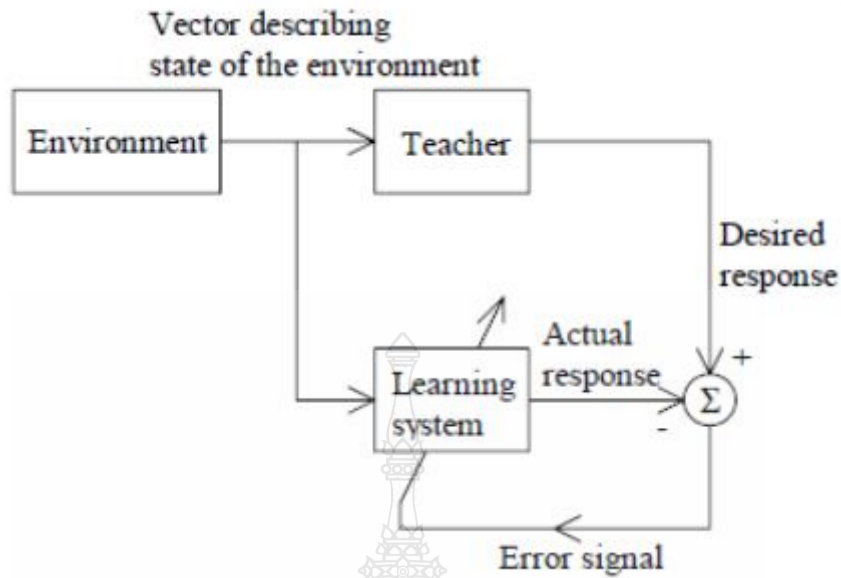 Vector describing
state of the environment
Environment
Teacher
Desired
response
Actual
response
Learning
system
+
Σ
-
Error signal